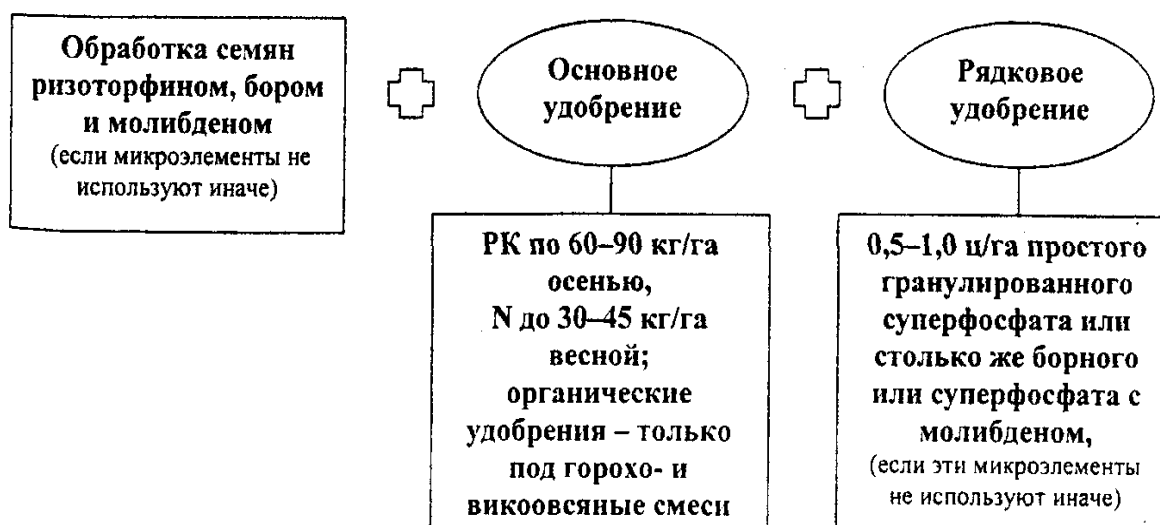 Обработка семян
ризоторфином, бором
и молибденом
(если микроэлементы не
используют иначе)
Основное
удобрение
Рядковое
удобрение
РК по 60–90 кг/га
осенью,
N до 30–45 кг/га
весной;
органические
удобрения – только
под горохо- и
викоовсяные смеси
0,5–1,0 ц/га простого
гранулированного
суперфосфата или
столько же борного
или суперфосфата с
молибденом,
(если эти микроэлементы
не используют иначе)